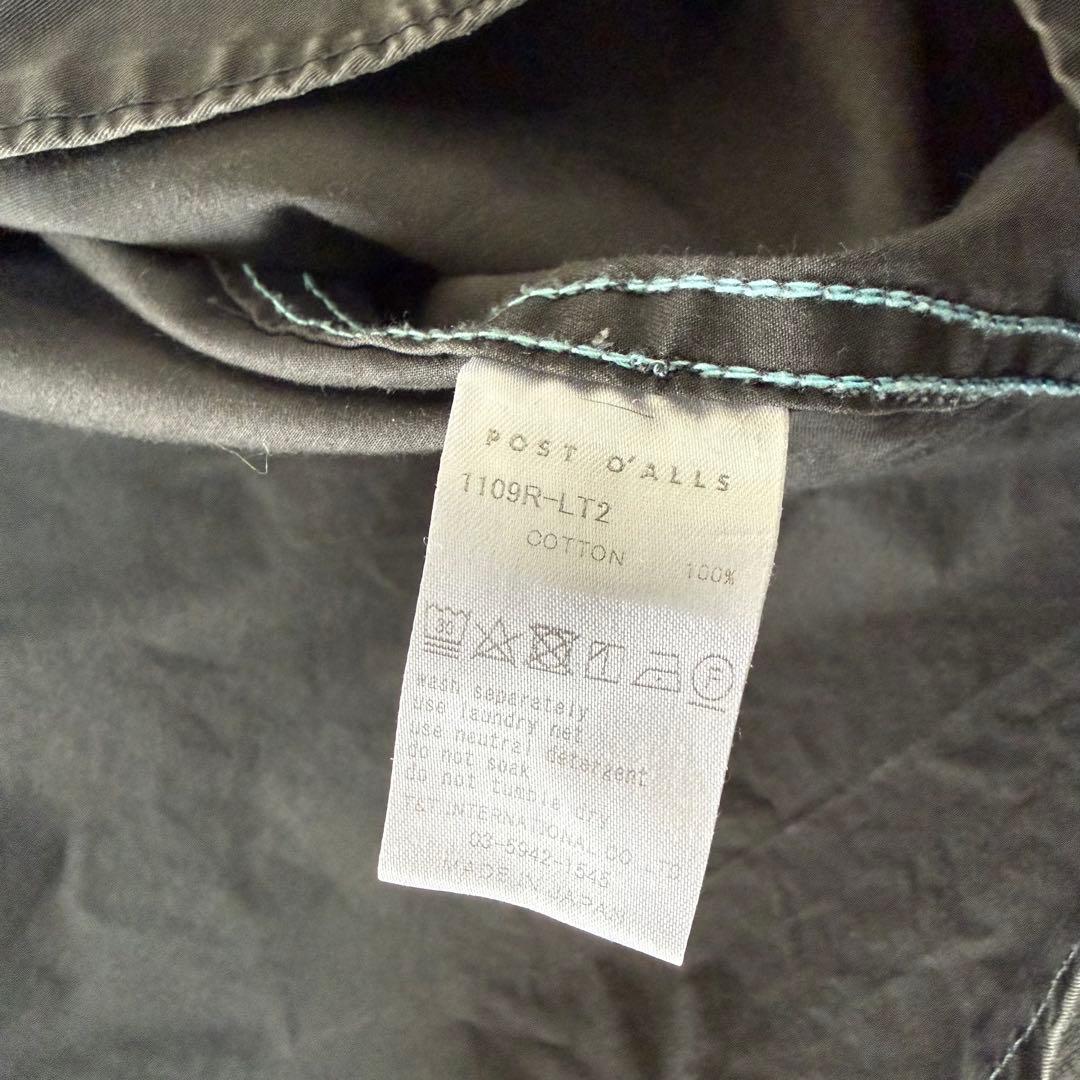 POST O'ALLS
1109R-LT2
COTTON 100%
30
F
wash separately
use laundry net
use neutral detergent
do not soak
do not tumble dry
T&T INTERNATIONAL CO. LTD
03-5942-1545
MADE IN JAPAN